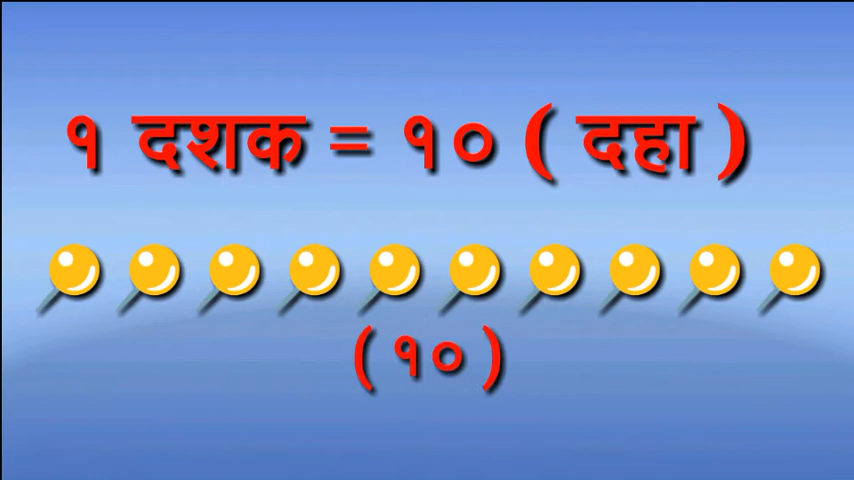 १ दशक = १० ( दहा )
( १० )